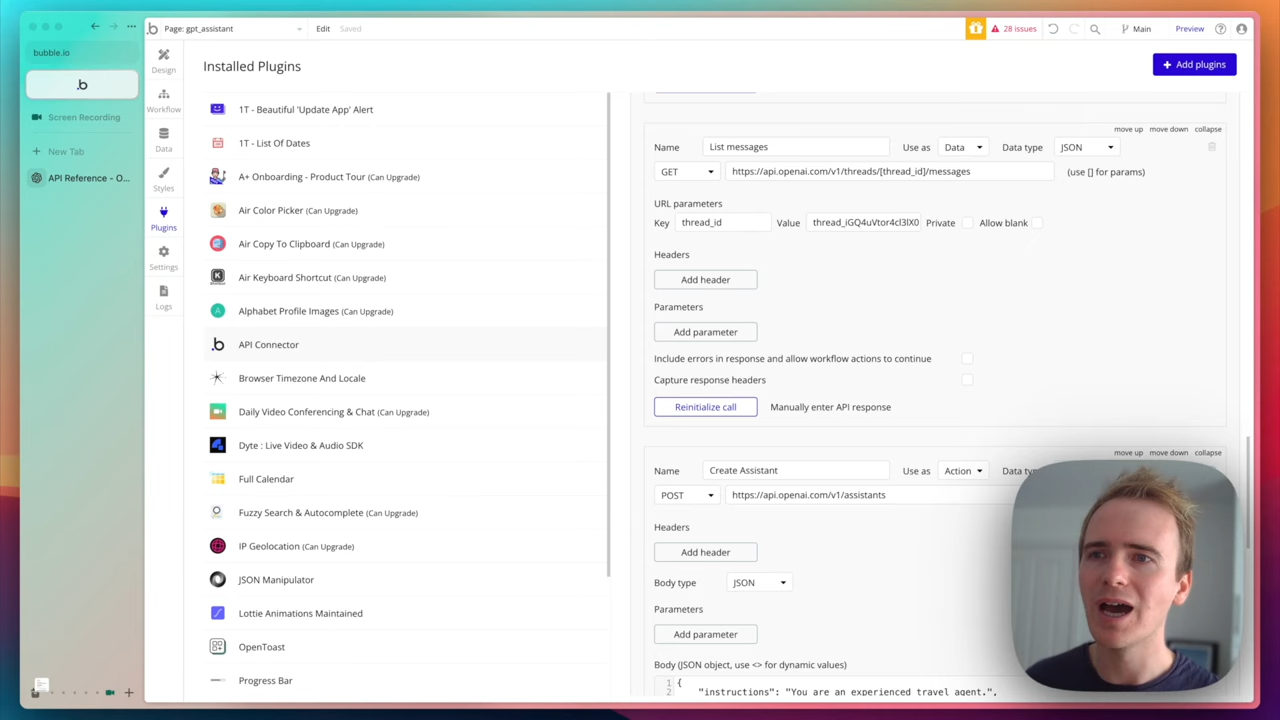 bubble.io
API Reference - O...
New Tab
Screen Recording
Page: gpt_assistant
Edit
Saved
28 issues
Main
Preview
Design
Workflow
Data
Styles
Plugins
Settings
Logs
Installed Plugins
Add plugins
1T - Beautiful 'Update App' Alert
1T - List Of Dates
A+ Onboarding - Product Tour (Can Upgrade)
Air Color Picker (Can Upgrade)
Air Copy To Clipboard (Can Upgrade)
Air Keyboard Shortcut (Can Upgrade)
Alphabet Profile Images (Can Upgrade)
API Connector
Browser Timezone And Locale
Daily Video Conferencing & Chat (Can Upgrade)
Dyte : Live Video & Audio SDK
Full Calendar
Fuzzy Search & Autocomplete (Can Upgrade)
IP Geolocation (Can Upgrade)
JSON Manipulator
Lottie Animations Maintained
OpenToast
Progress Bar
move up move down collapse
Name List messages Use as Data Data type JSON
GET https://api.openai.com/v1/threads/[thread_id]/messages (use [] for params)
URL parameters
Key thread_id Value thread_iGQ4uVtor4cl3lX0 Private Allow blank
Headers
Add header
Parameters
Add parameter
Include errors in response and allow workflow actions to continue
Capture response headers
Reinitialize call Manually enter API response
move up move down collapse
Name Create Assistant Use as Action
POST https://api.openai.com/v1/assistants
Headers
Add header
Body type JSON
Parameters
Add parameter
Body (JSON object, use <> for dynamic values)
1 {
2 "instructions": "You are an experienced travel agent.",